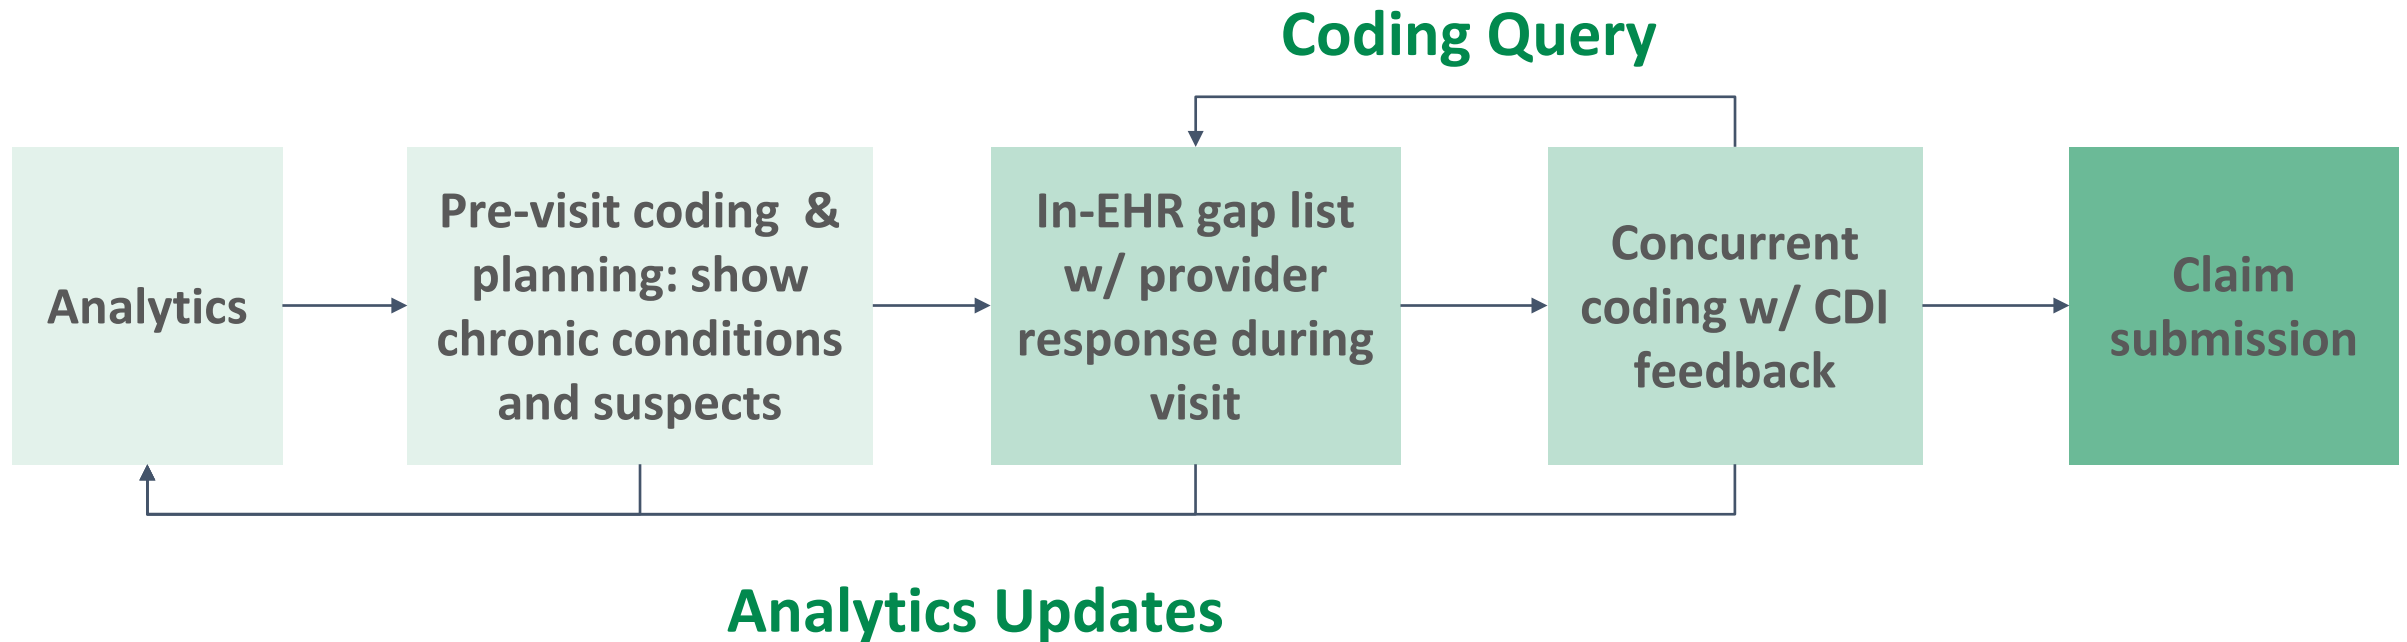 Coding Query
Analytics
Pre-visit coding &
planning: show
chronic conditions
and suspects
In-EHR gap list
w/ provider
response during
visit
Concurrent
coding w/ CDI
feedback
Claim
submission
Analytics Updates